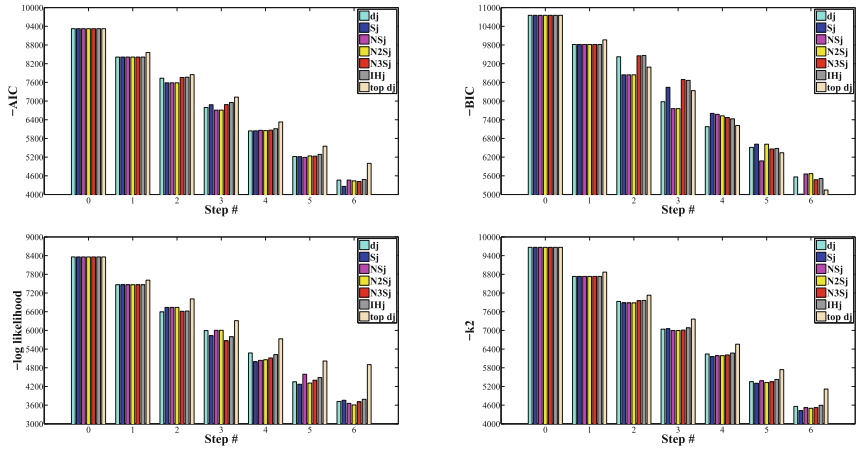 −AIC
10000
9400
8800
8200
7600
7000
6400
5800
5200
4600
4000
0 1 2 3 4 5 6
Step #
dj
Sj
NSj
N2Sj
N3Sj
IHj
top dj
−BIC
11000
10400
9800
9200
8600
8000
7400
6800
6200
5600
5000
0 1 2 3 4 5 6
Step #
dj
Sj
NSj
N2Sj
N3Sj
IHj
top dj
−log likelihood
9000
8400
7800
7200
6600
6000
5400
4800
4200
3600
3000
0 1 2 3 4 5 6
Step #
dj
Sj
NSj
N2Sj
N3Sj
IHj
top dj
−k2
10000
9400
8800
8200
7600
7000
6400
5800
5200
4600
4000
0 1 2 3 4 5 6
Step #
dj
Sj
NSj
N2Sj
N3Sj
IHj
top dj